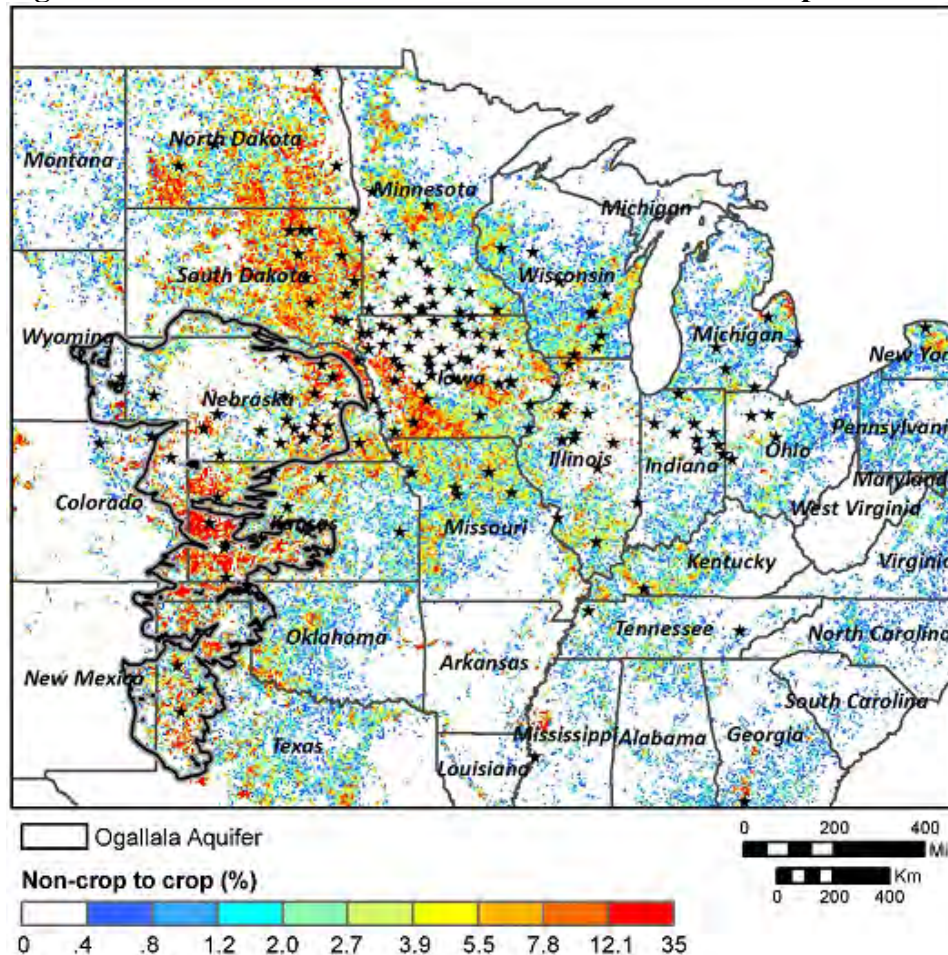 North Dakota
Montana
Minnesota
Michigan
South Dakota
Wisconsin
Wyoming
Michigan
New York
Iowa
Nebraska
Pennsylvania
Illinois
Indiana
Ohio
Maryland
Colorado
West Virginia
Kansas
Missouri
Kentucky
Virginia
Oklahoma
Tennessee
North Carolina
Arkansas
New Mexico
South Carolina
Mississippi
Alabama
Georgia
Texas
Louisiana
Ogallala Aquifer
0 200 400
Mi
Km
0 200 400
Non-crop to crop (%)
0 .4 .8 1.2 2.0 2.7 3.9 5.5 7.8 12.1 35